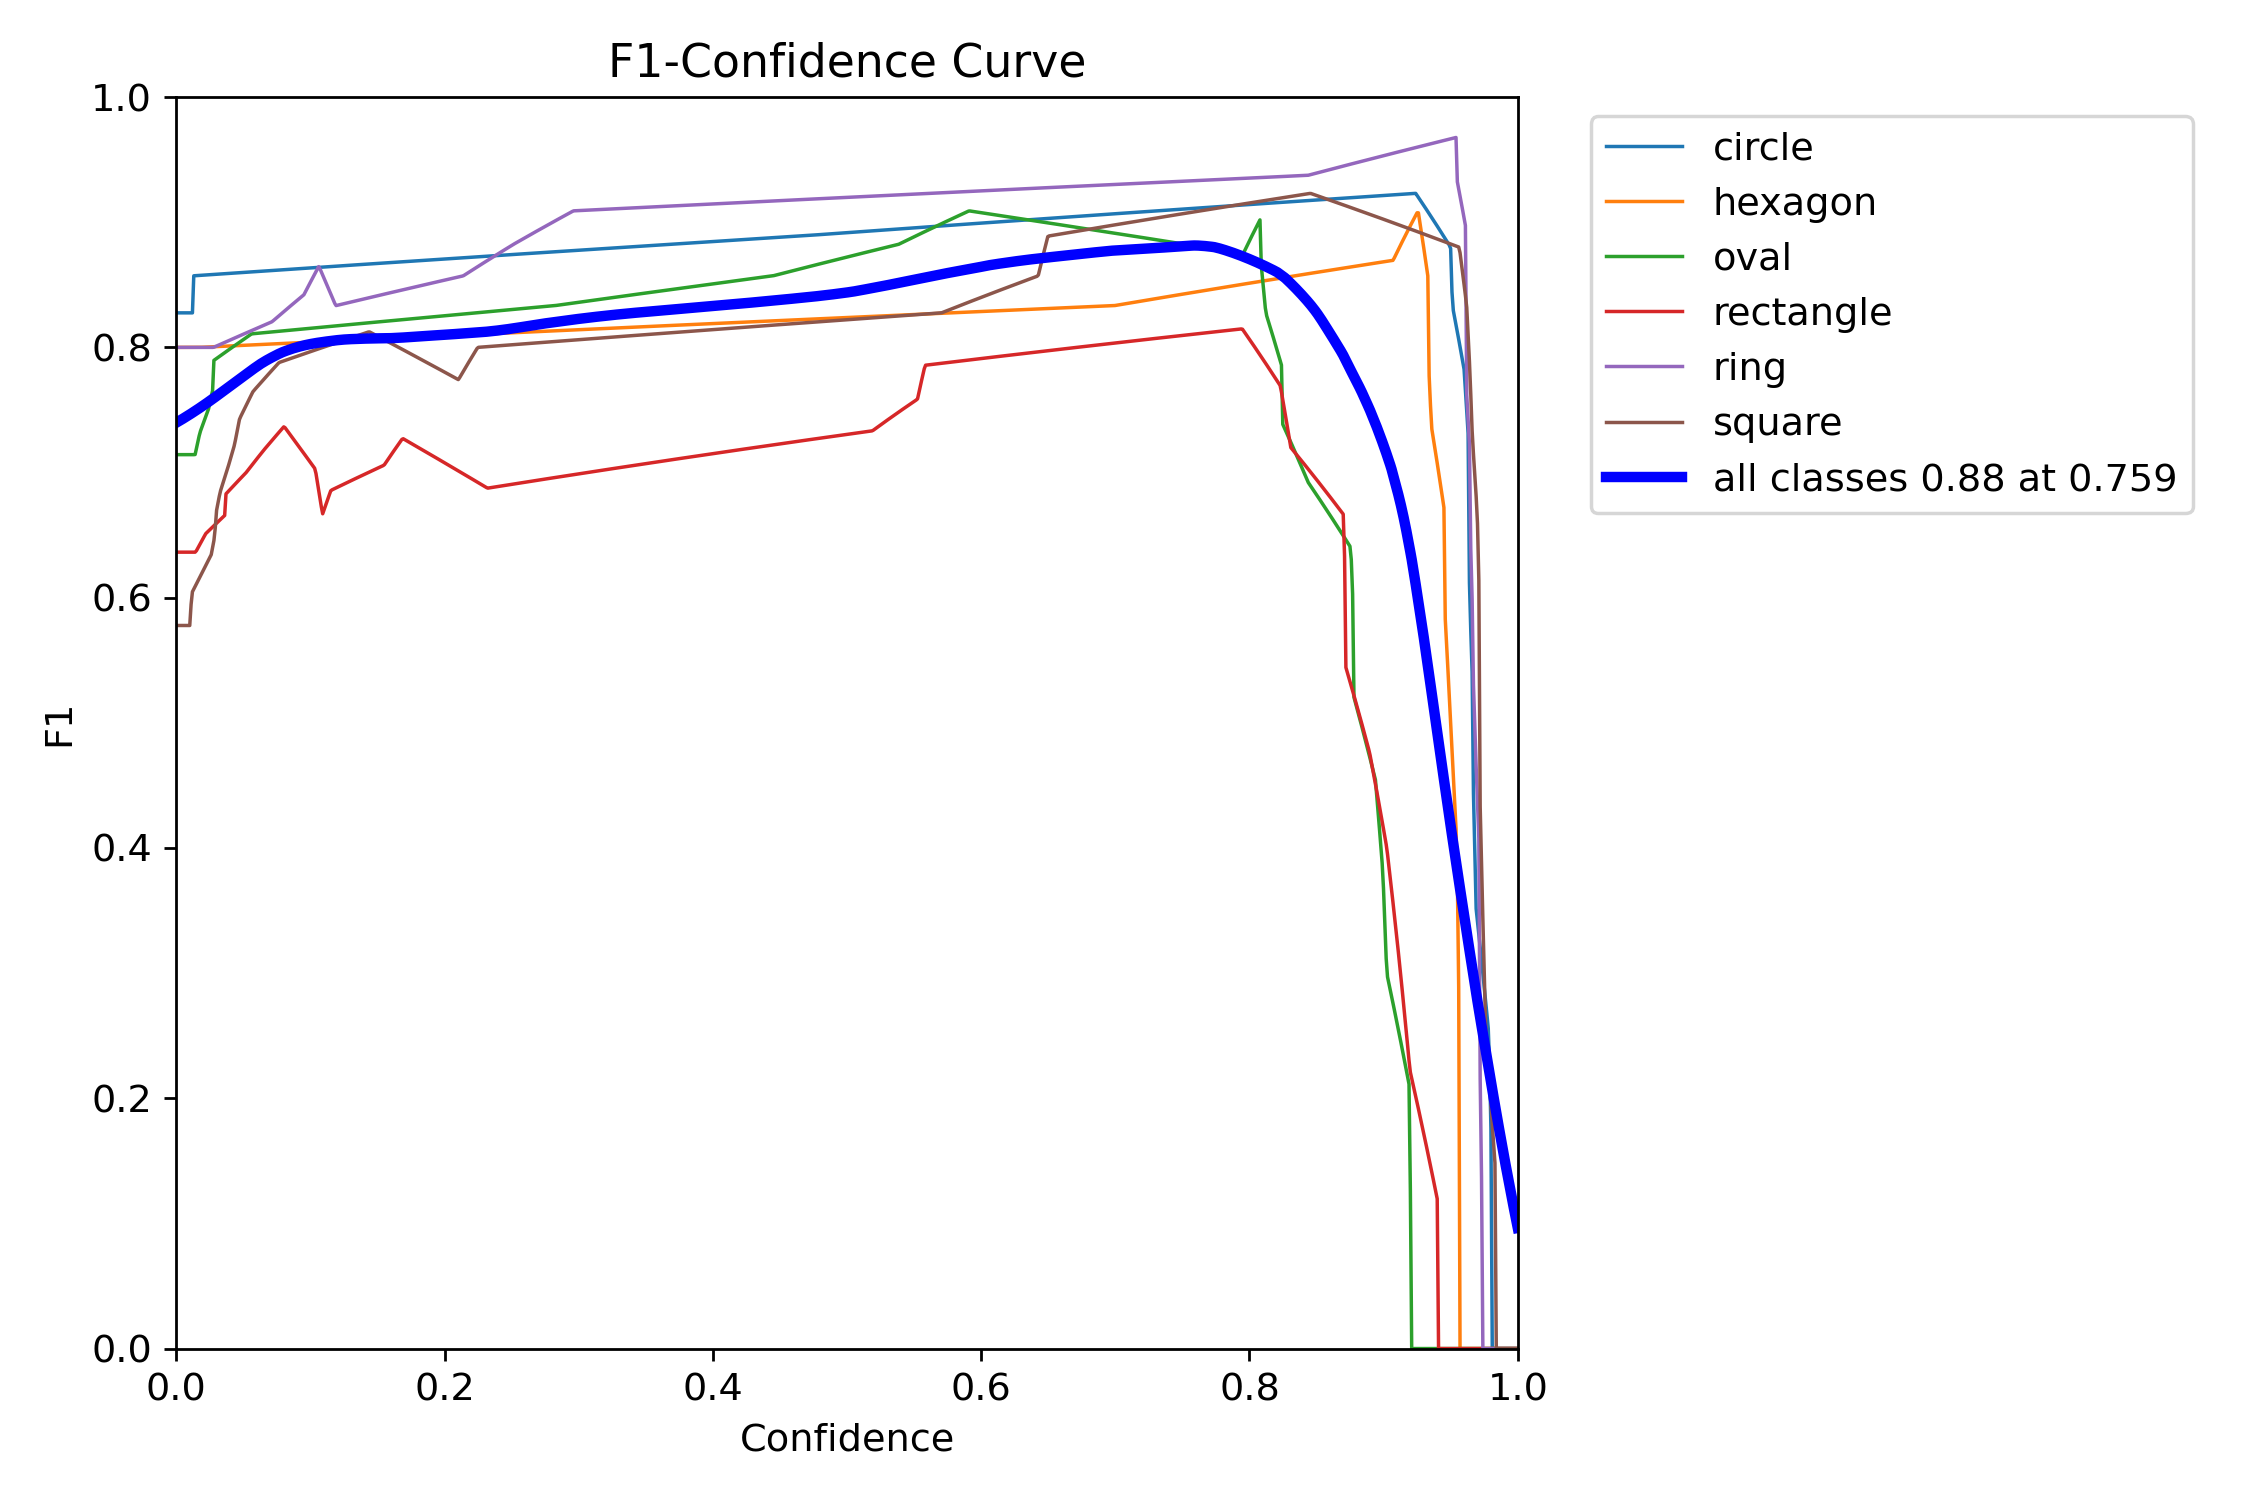 F1-Confidence Curve
1.0
0.8
0.6
0.4
0.2
0.0
F1
0.0 0.2 0.4 0.6 0.8 1.0
Confidence
circle
hexagon
oval
rectangle
ring
square
all classes 0.88 at 0.759